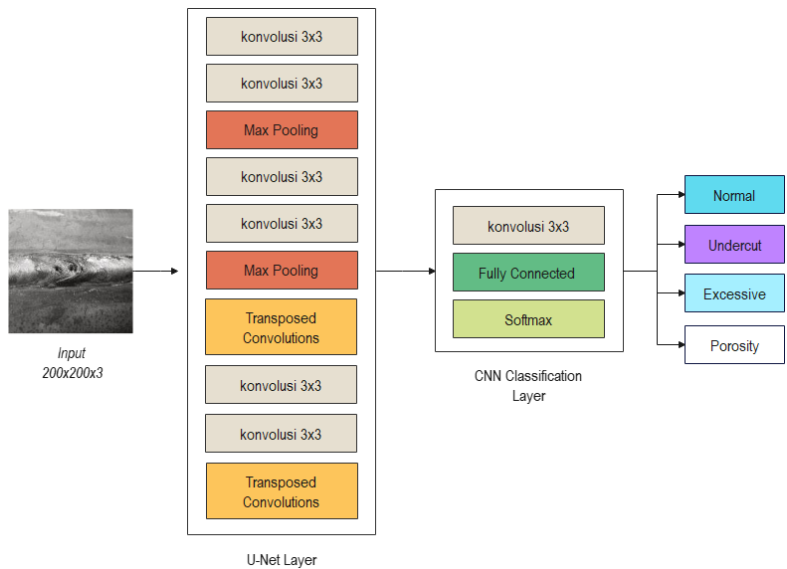 Input
200x200x3
konvolusi 3x3
konvolusi 3x3
Max Pooling
konvolusi 3x3
konvolusi 3x3
Max Pooling
Transposed
Convolutions
konvolusi 3x3
konvolusi 3x3
Transposed
Convolutions
U-Net Layer
konvolusi 3x3
Fully Connected
Softmax
CNN Classification
Layer
Normal
Undercut
Excessive
Porosity